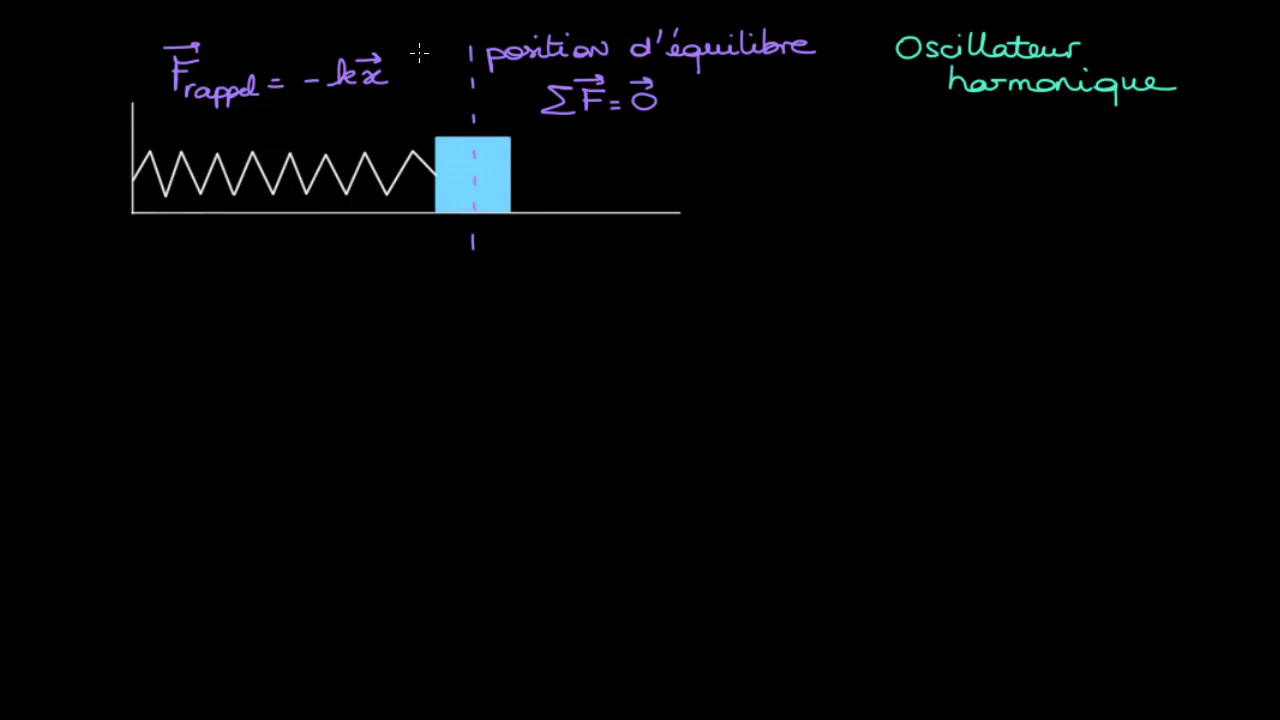 F⃗rappel = -kx⃗
position d'équilibre
ΣF⃗ = 0⃗
Oscillateur
harmonique